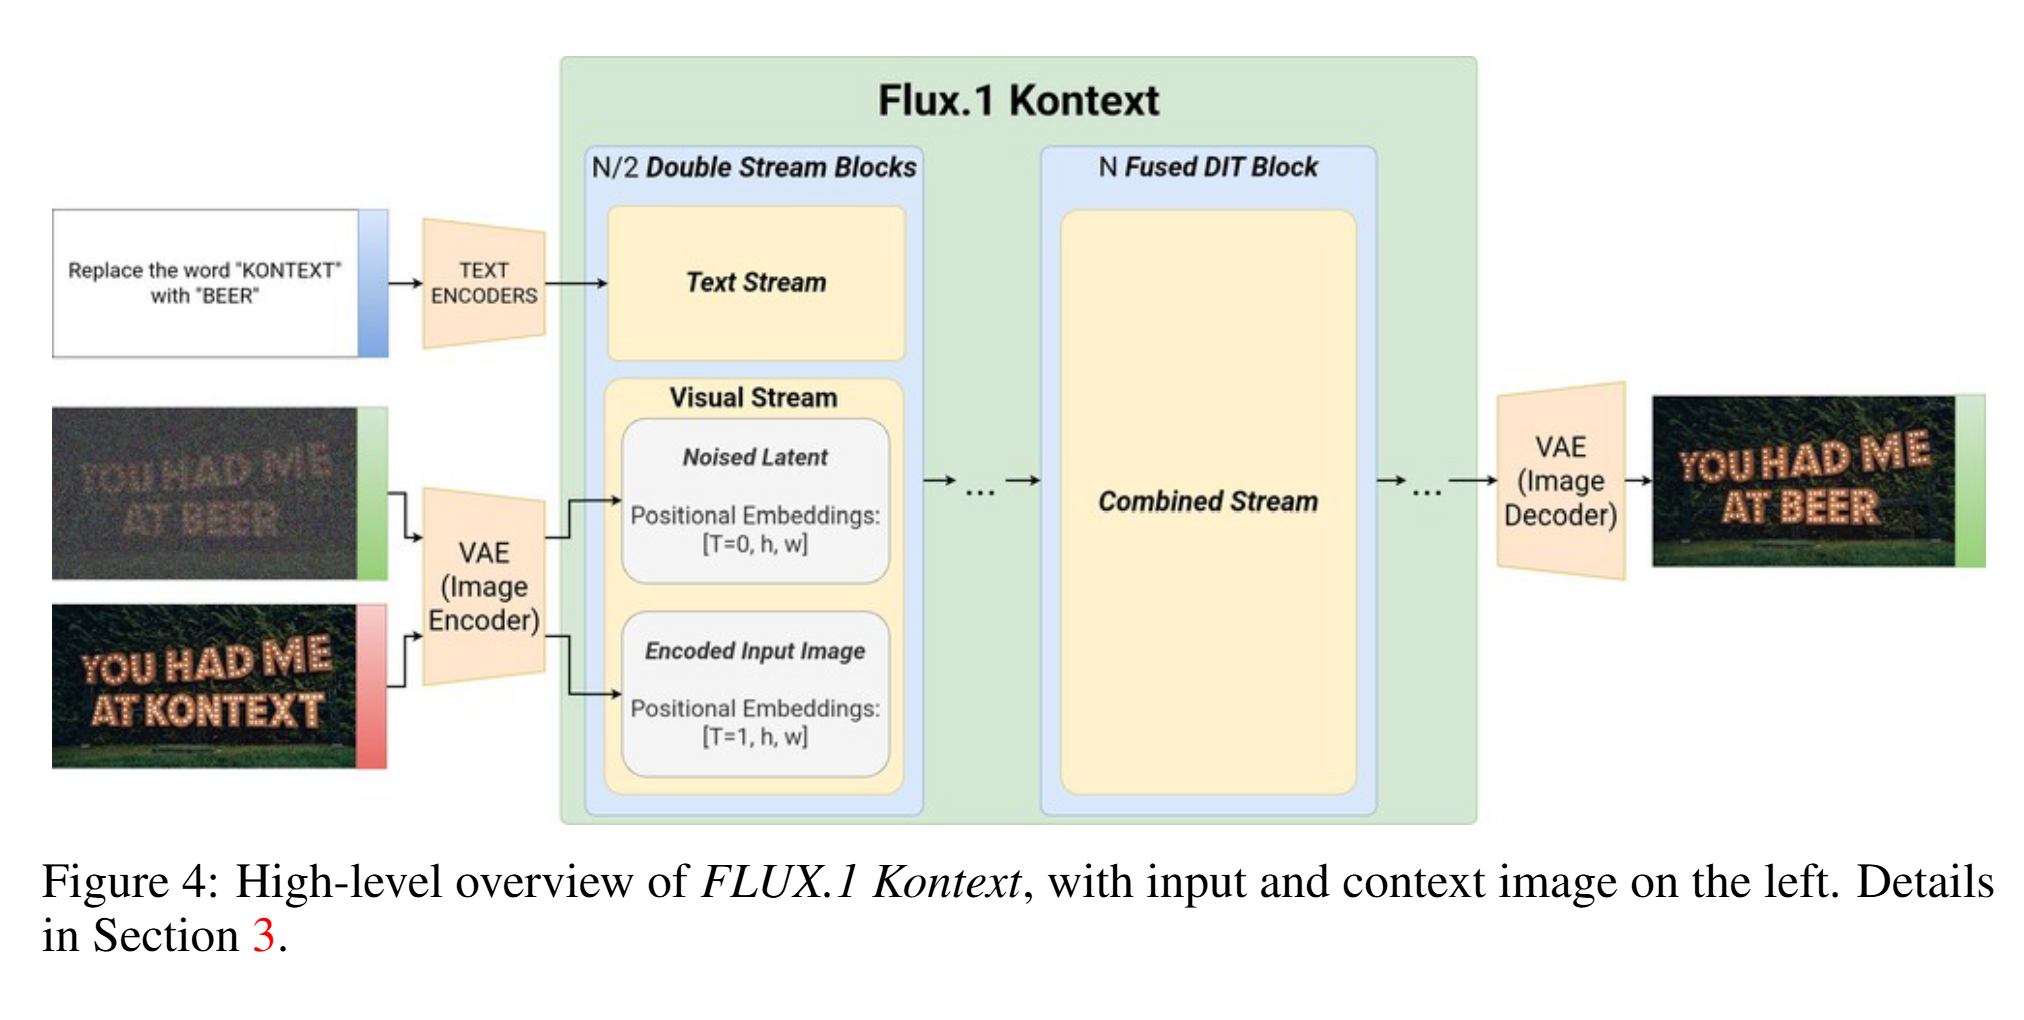 Flux.1 Kontext
N/2 Double Stream Blocks
N Fused DIT Block
Replace the word "KONTEXT"
with "BEER"
TEXT
ENCODERS
Text Stream
Visual Stream
Noised Latent
Positional Embeddings:
[T=0, h, w]
YOU HAD ME
AT BEER
VAE
(Image
Encoder)
YOU HAD ME
AT KONTEXT
Encoded Input Image
Positional Embeddings:
[T=1, h, w]
...
Combined Stream
...
VAE
(Image
Decoder)
YOU HAD ME
AT BEER
Figure 4: High-level overview of FLUX.1 Kontext, with input and context image on the left. Details
in Section 3.